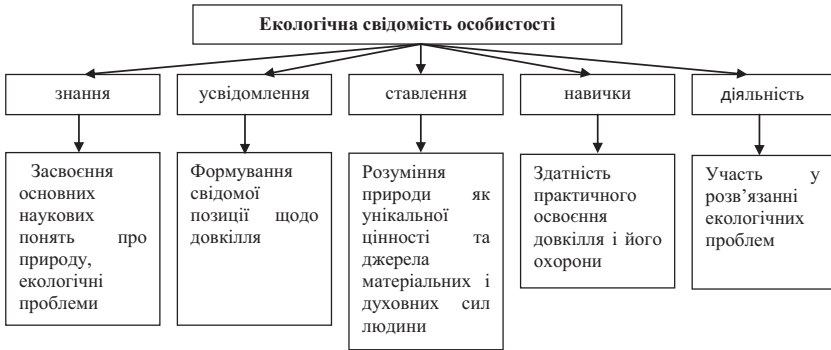 Екологічна свідомість особистості
знання
усвідомлення
ставлення
навички
діяльність
Засвоєння
основних
наукових
понять про
природу,
екологічні
проблеми
Формування
свідомої
позиції щодо
довкілля
Розуміння
природи як
унікальної
цінності та
джерела
матеріальних і
духовних сил
людини
Здатність
практичного
освоєння
довкілля і його
охорони
Участь у
розв’язанні
екологічних
проблем